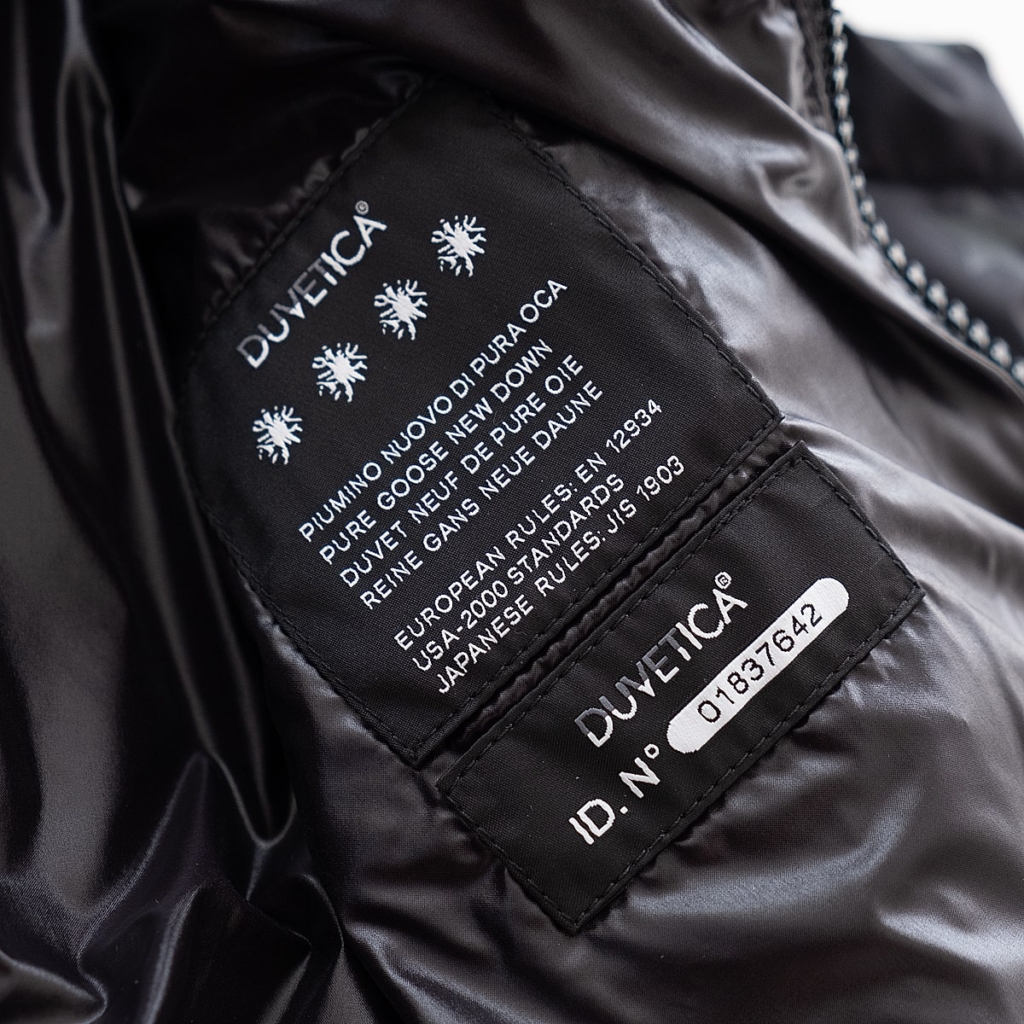 DUVETICA®
PIUMINO NUOVO DI PURA OCA
PURE GOOSE NEW DOWN
DUVET NEUF DE PURE OIE
REINE GANS NEUE DAUNE
EUROPEAN RULES: EN 12934
USA-2000 STANDARDS
JAPANESE RULES: JIS 1903
DUVETICA®
ID. N° 01837642